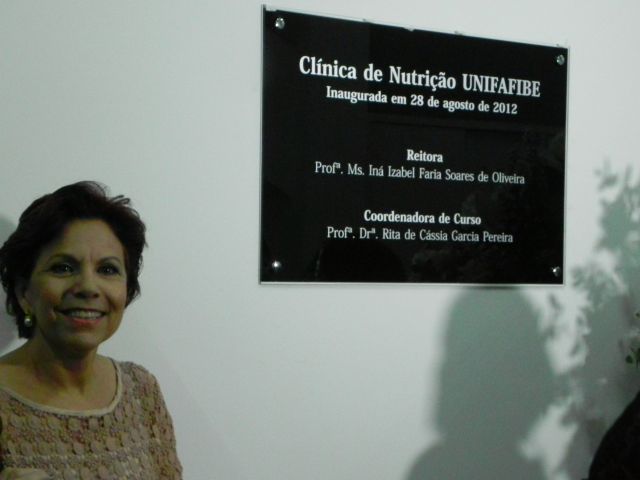 Clínica de Nutrição UNIFAFIBE
Inaugurada em 28 de agosto de 2012
Reitora
Profª. Ms. Iná Izabel Faria Soares de Oliveira
Coordenadora de Curso
Profª. Drª. Rita de Cássia Garcia Pereira